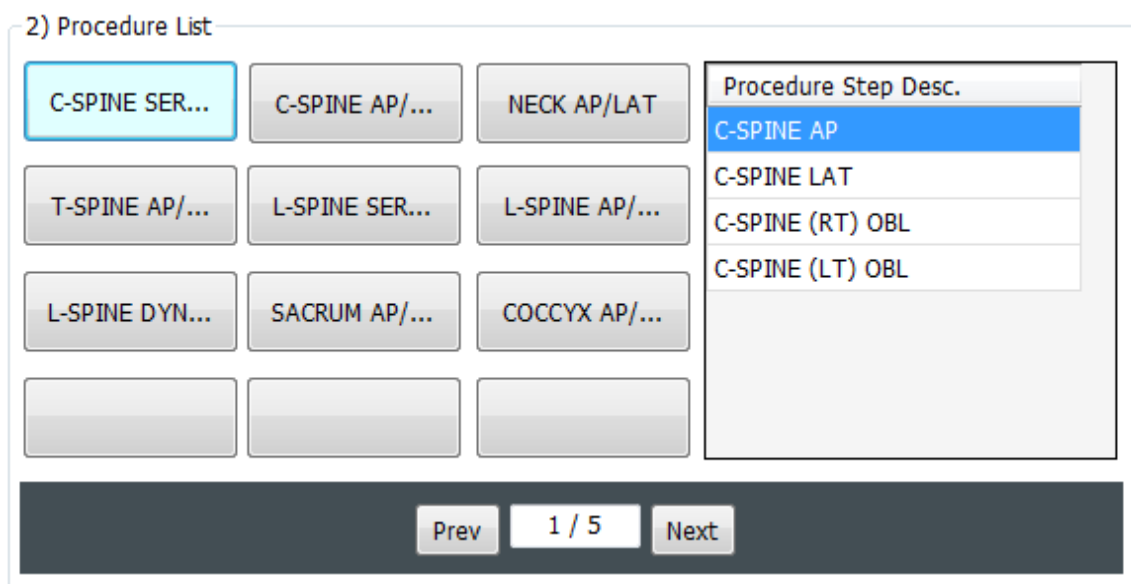 2) Procedure List
C-SPINE SER... C-SPINE AP/... NECK AP/LAT
T-SPINE AP/... L-SPINE SER... L-SPINE AP/...
L-SPINE DYN... SACRUM AP/... COCCYX AP/...
Procedure Step Desc.
C-SPINE AP
C-SPINE LAT
C-SPINE (RT) OBL
C-SPINE (LT) OBL
Prev 1 / 5 Next